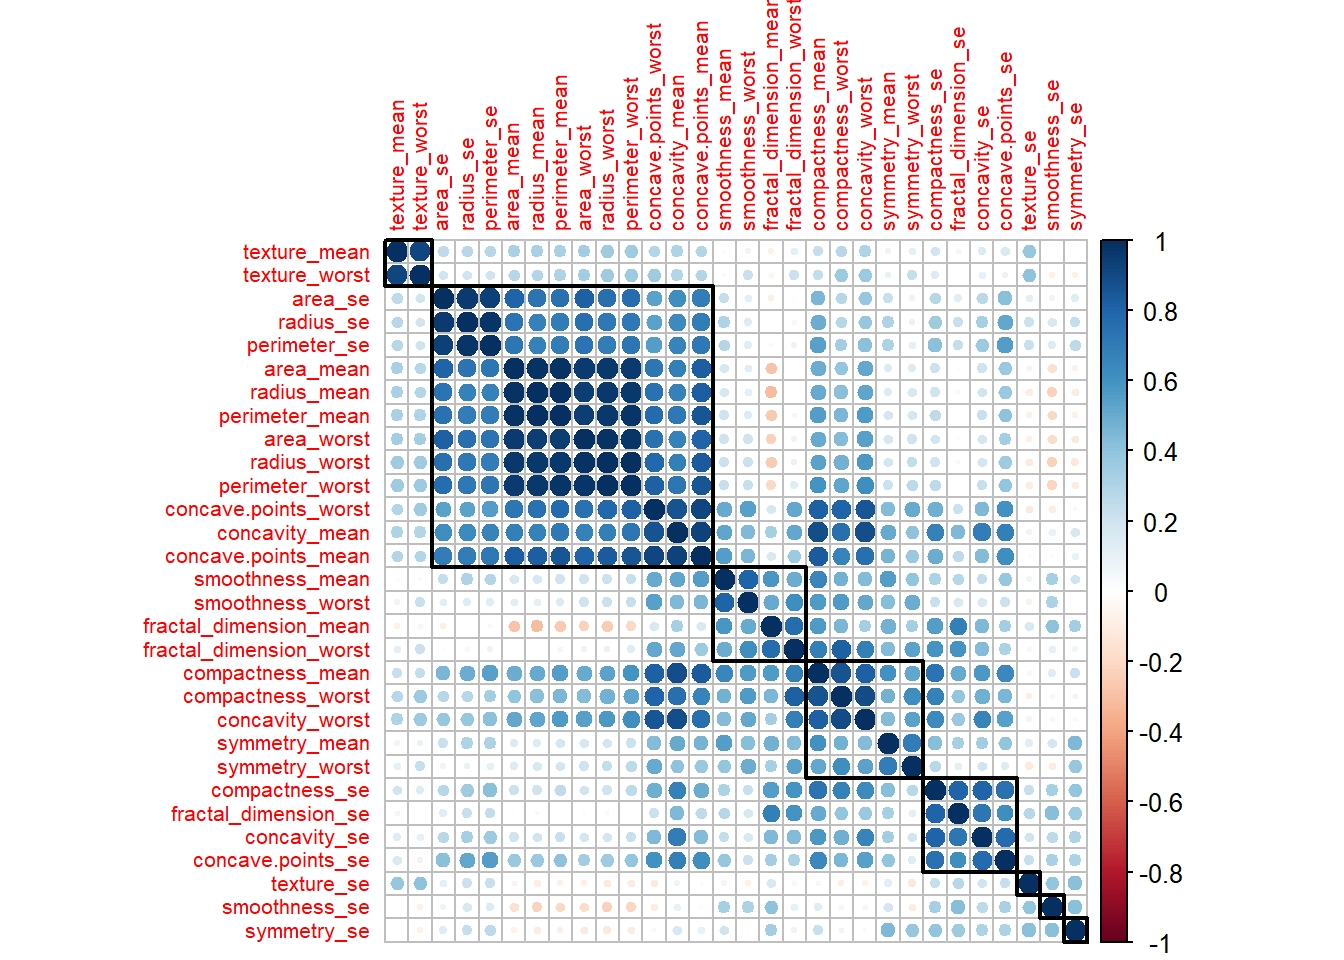 texture_mean
texture_worst
area_se
radius_se
perimeter_se
area_mean
radius_mean
perimeter_mean
area_worst
radius_worst
perimeter_worst
concave.points_worst
concavity_mean
concave.points_mean
smoothness_mean
smoothness_worst
fractal_dimension_mean
fractal_dimension_worst
compactness_mean
compactness_worst
concavity_worst
symmetry_mean
symmetry_worst
compactness_se
fractal_dimension_se
concavity_se
concave.points_se
texture_se
smoothness_se
symmetry_se
texture_mean
texture_worst
area_se
radius_se
perimeter_se
area_mean
radius_mean
perimeter_mean
area_worst
radius_worst
perimeter_worst
concave.points_worst
concavity_mean
concave.points_mean
smoothness_mean
smoothness_worst
fractal_dimension_mean
fractal_dimension_worst
compactness_mean
compactness_worst
concavity_worst
symmetry_mean
symmetry_worst
compactness_se
fractal_dimension_se
concavity_se
concave.points_se
texture_se
smoothness_se
symmetry_se
1
0.8
0.6
0.4
0.2
0
-0.2
-0.4
-0.6
-0.8
-1